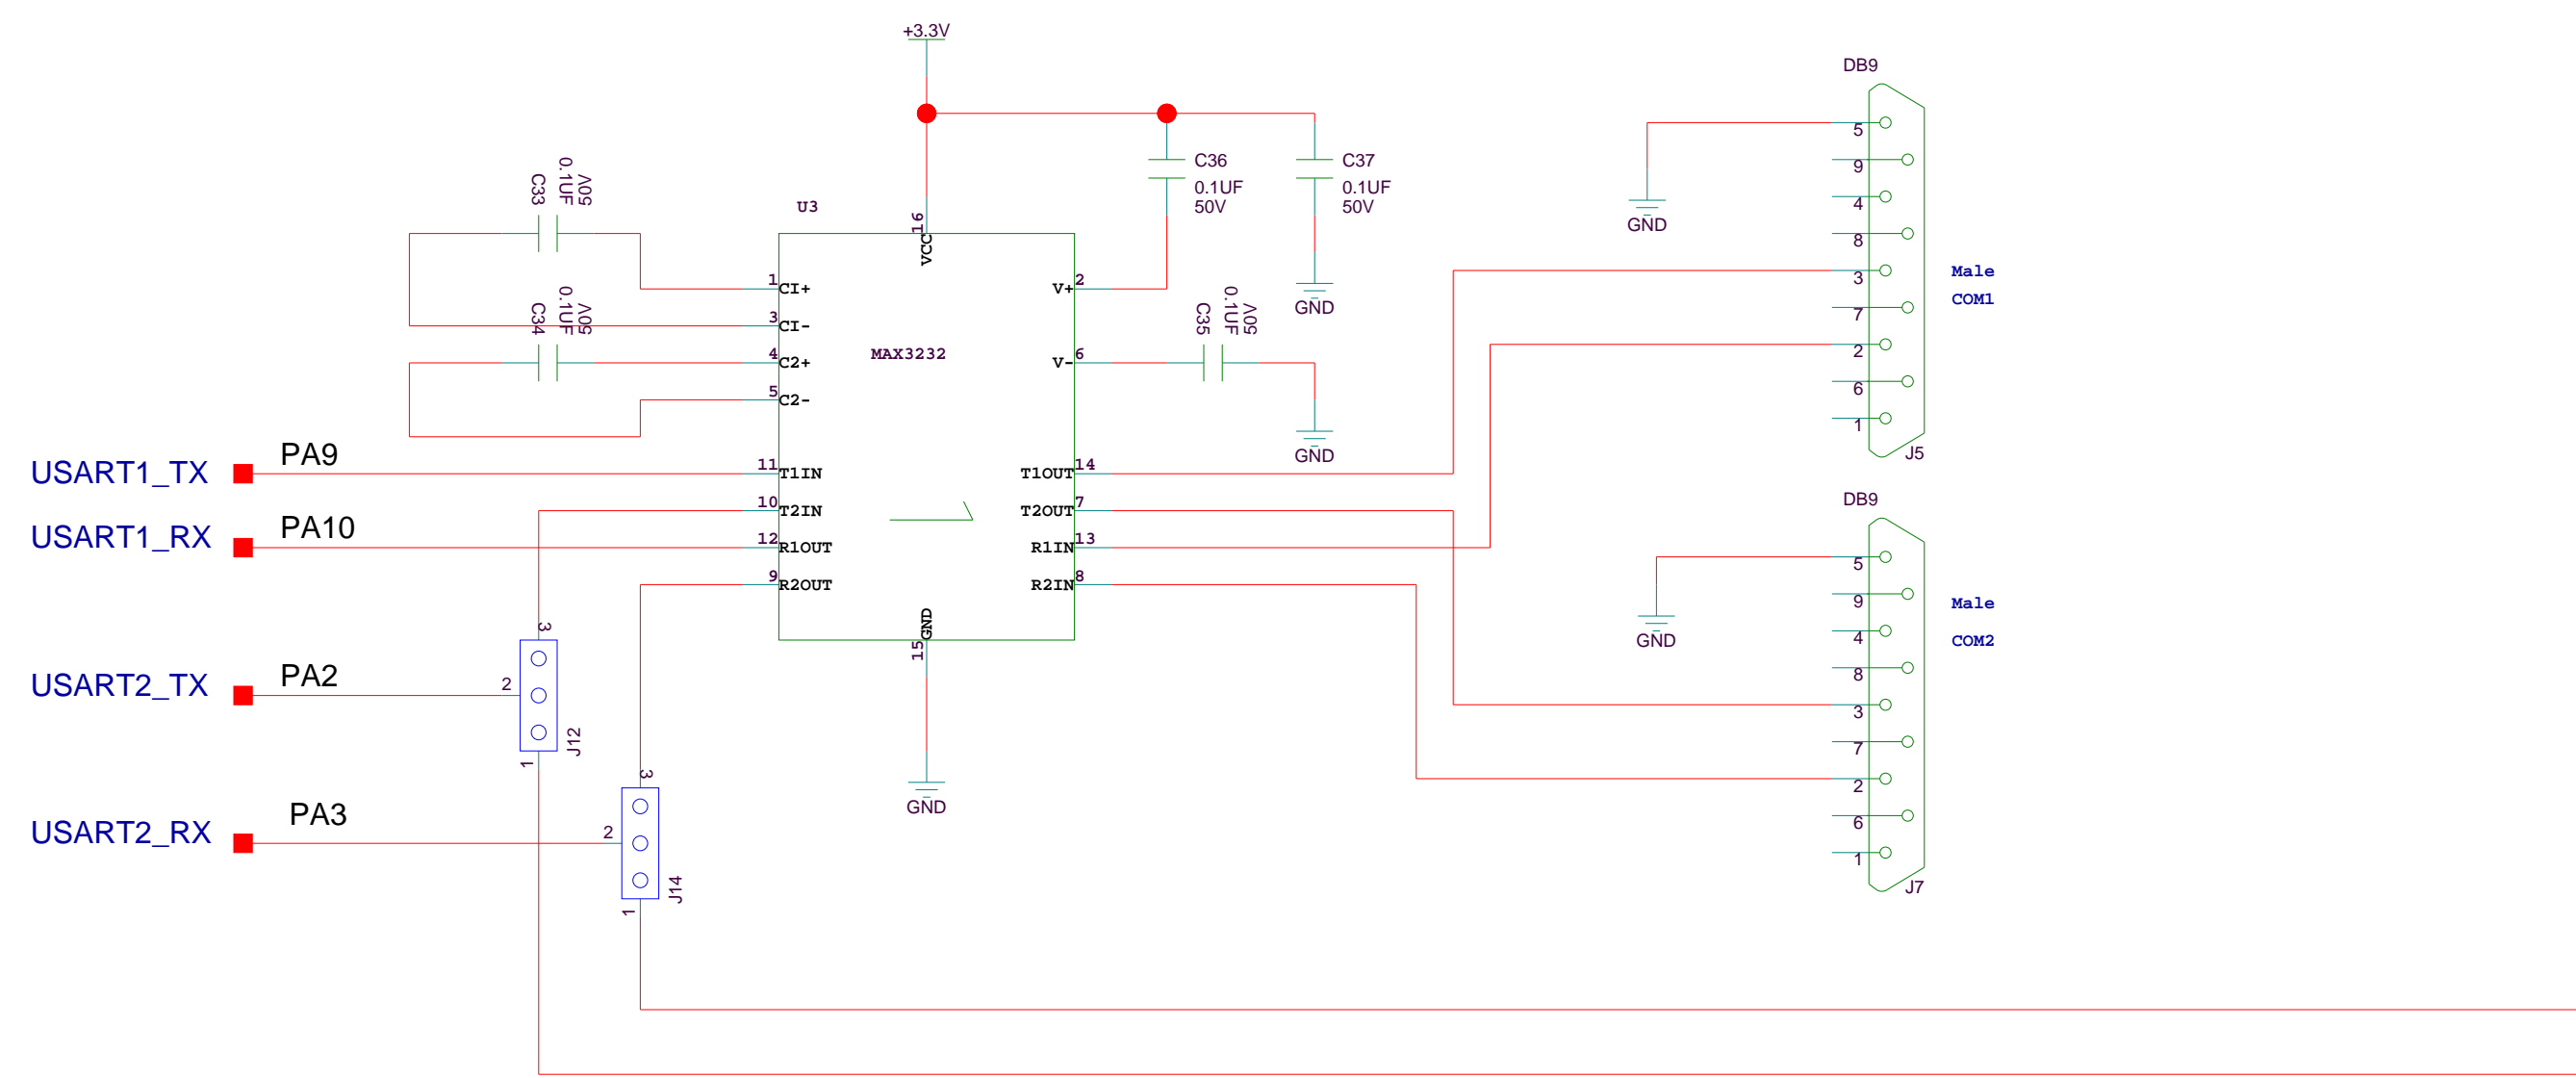 +3.3V
DB9
C33
0.1UF
50V
C36
0.1UF
50V
C37
0.1UF
50V
U3
16
VCC
GND
5
9
4
8
3
7
2
6
1
Male
COM1
J5
1
CI+
3
CI-
4
C2+
5
C2-
C34
0.1UF
50V
MAX3232
2
V+
6
V-
GND
C35
0.1UF
50V
GND
USART1_TX
PA9
11
T1IN
10
T2IN
USART1_RX
PA10
12
R1OUT
9
R2OUT
T1OUT
14
T2OUT
7
R1IN
13
R2IN
8
GND
15
GND
DB9
5
9
4
8
3
7
2
6
1
Male
COM2
J7
GND
USART2_TX
PA2
3
2
1
J12
USART2_RX
PA3
3
2
1
J14